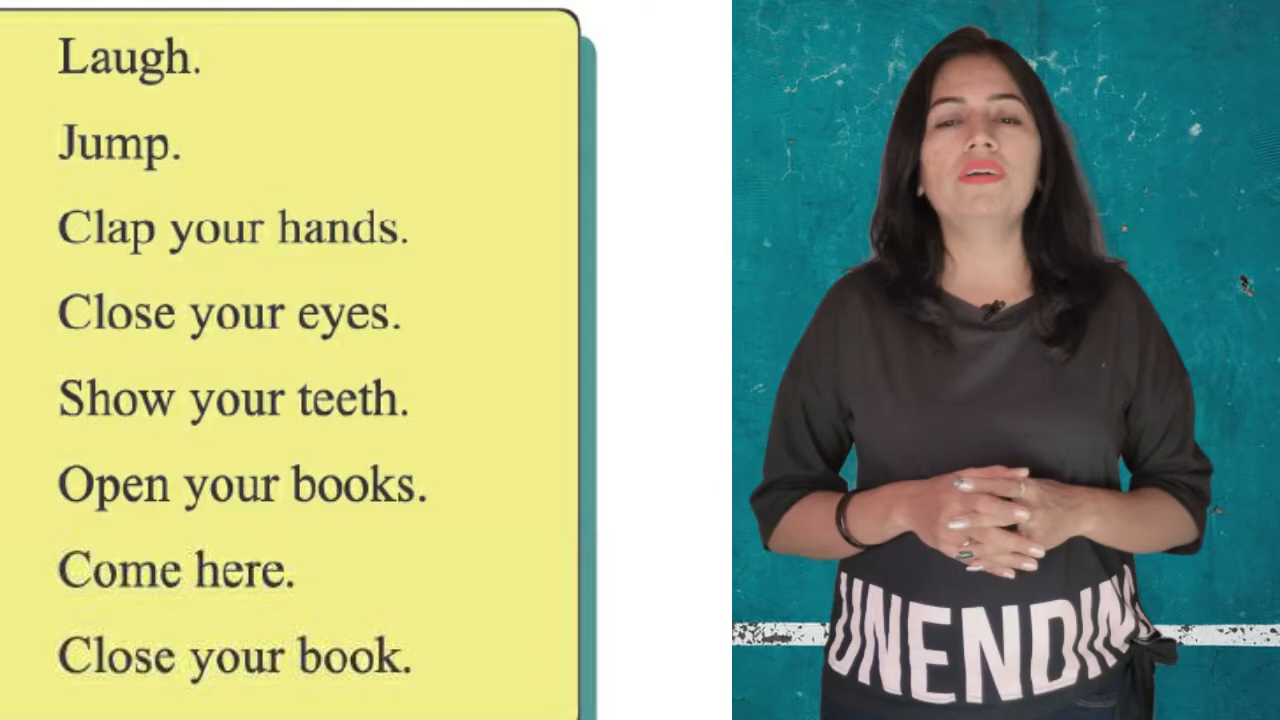 Laugh.
Jump.
Clap your hands.
Close your eyes.
Show your teeth.
Open your books.
Come here.
Close your book.
UNENDING